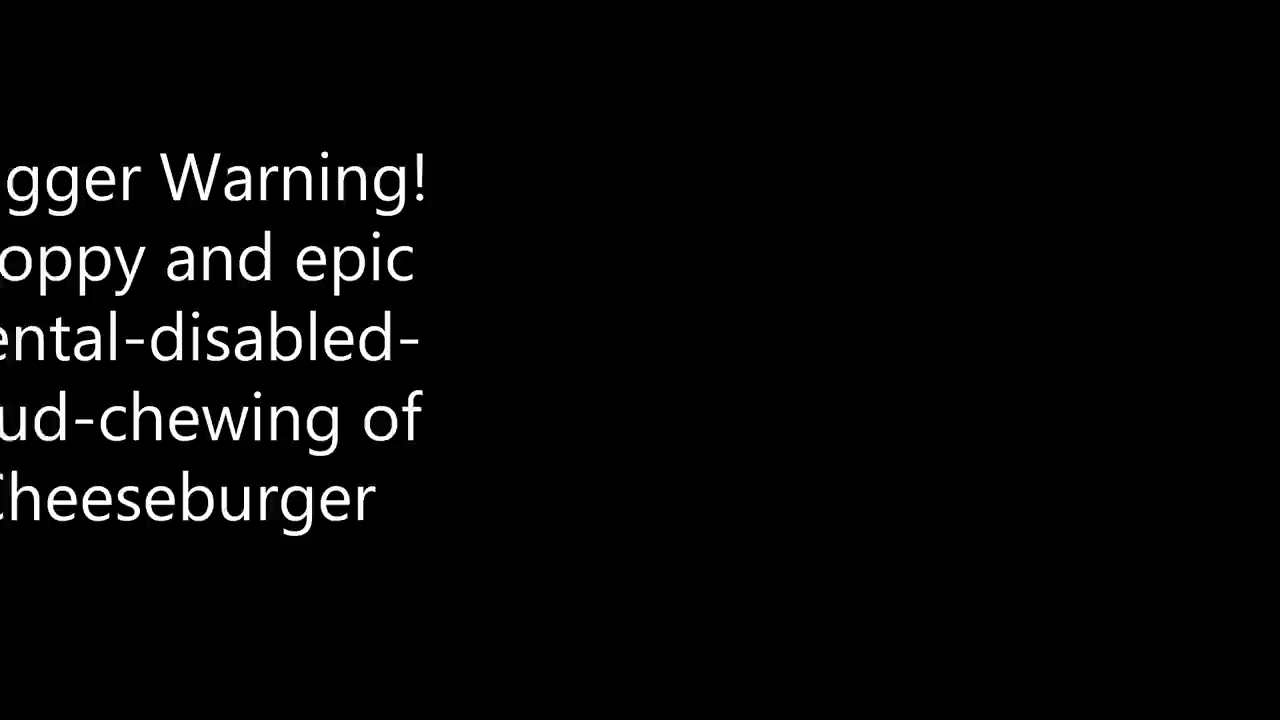 gger Warning!
oppy and epic
ental-disabled-
ud-chewing of
Cheeseburger